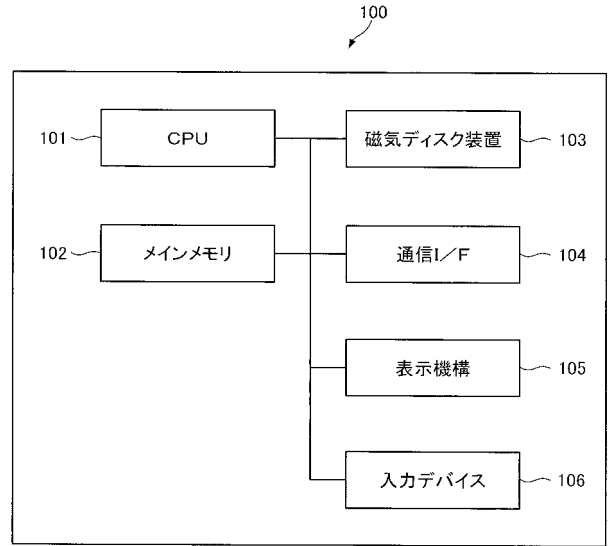 100
101 CPU 磁気ディスク装置 103
102 メインメモリ 通信I／F 104
表示機構 105
入力デバイス 106